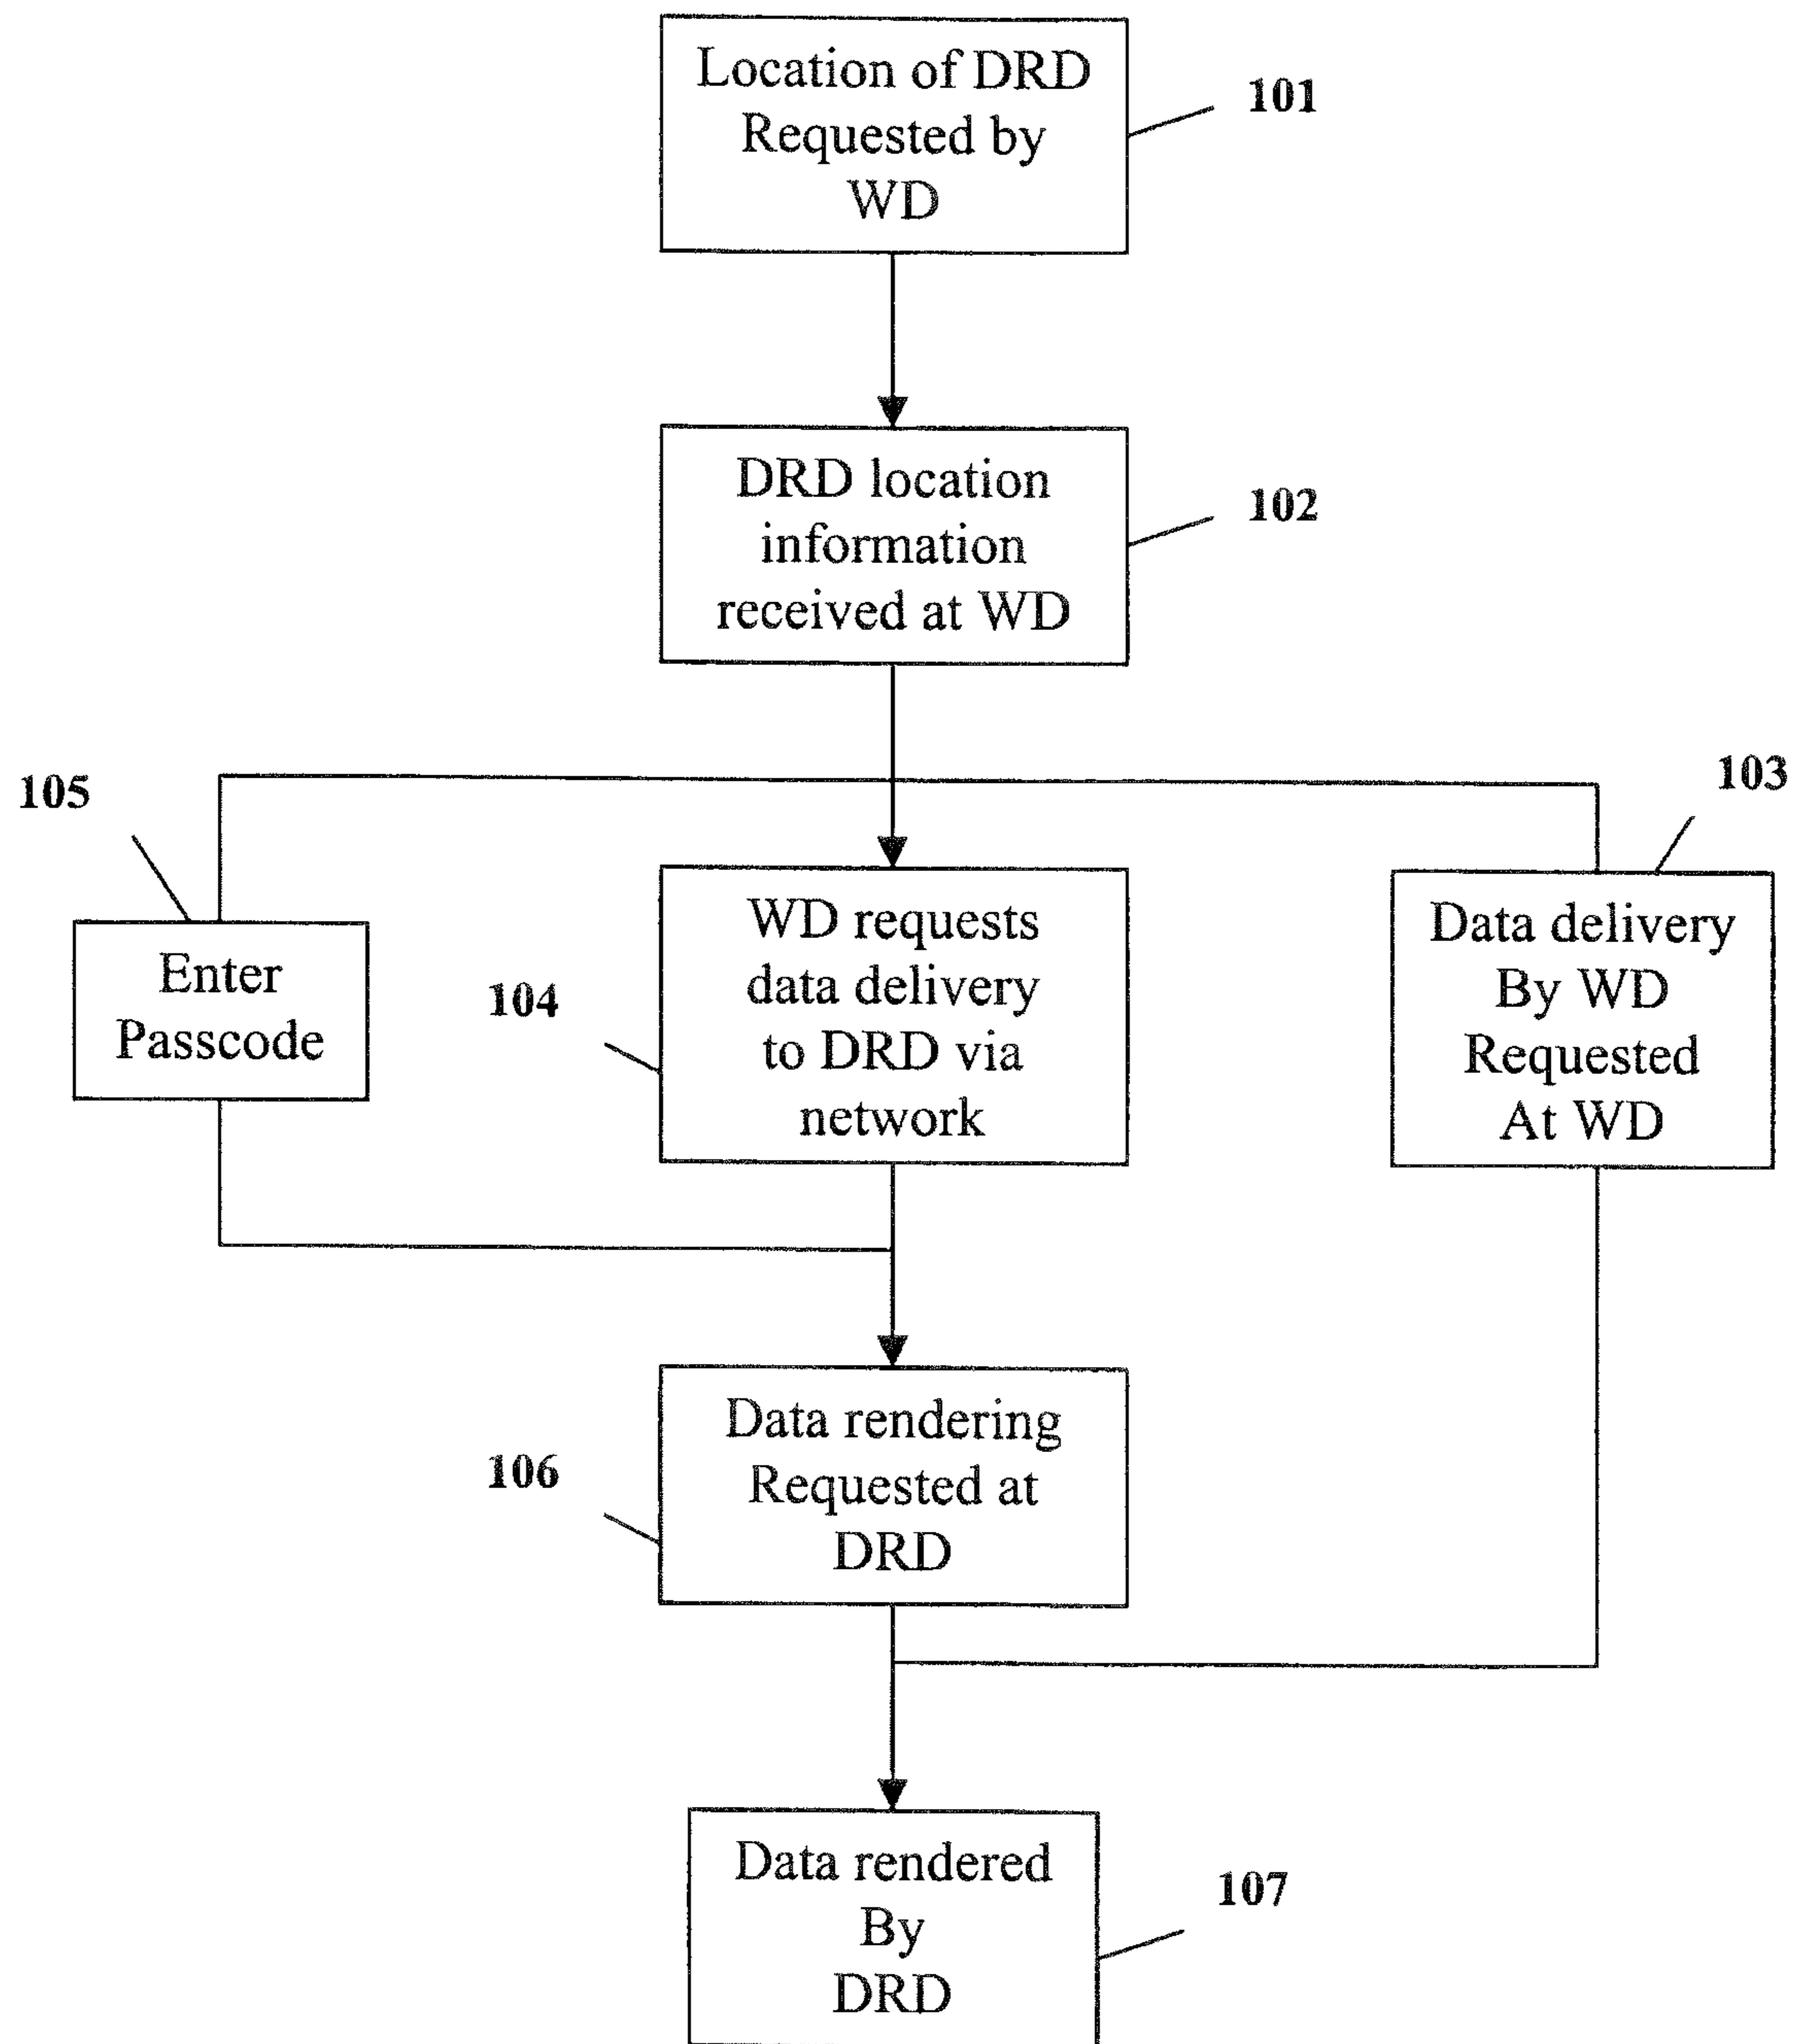 Location of DRD
Requested by
WD
101
DRD location
information
received at WD
102
105
103
Enter
Passcode
104
WD requests
data delivery
to DRD via
network
Data delivery
By WD
Requested
At WD
106
Data rendering
Requested at
DRD
Data rendered
By
DRD
107